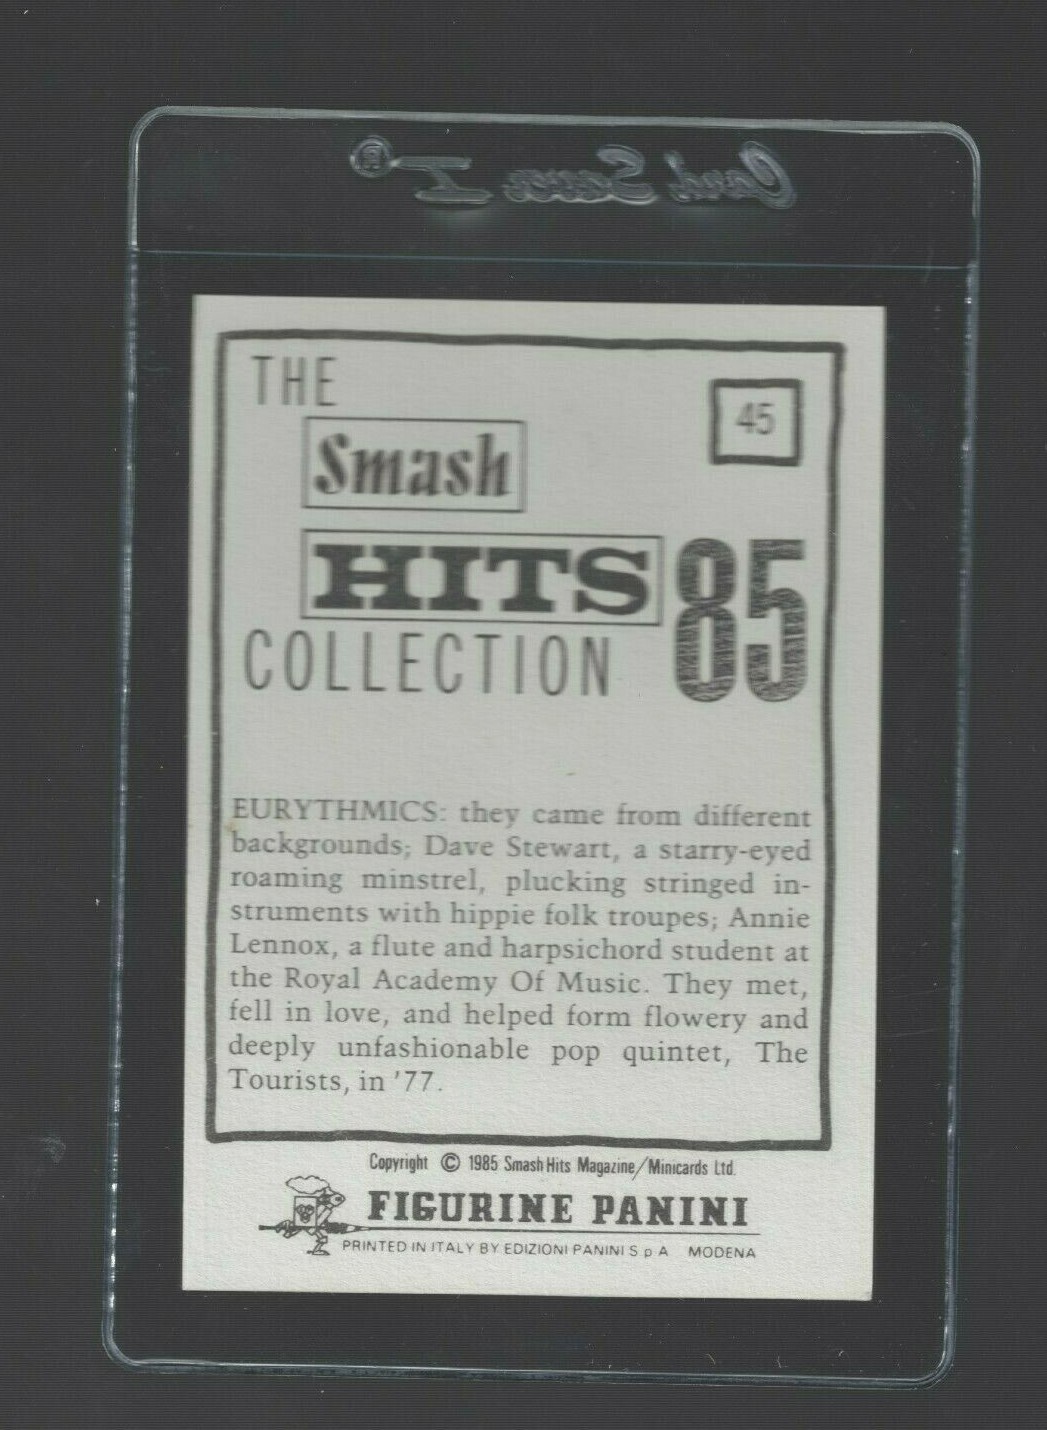 Card Saver I ®
THE
45
Smash
HITS 85
COLLECTION
EURYTHMICS: they came from different
backgrounds; Dave Stewart, a starry-eyed
roaming minstrel, plucking stringed in-
struments with hippie folk troupes; Annie
Lennox, a flute and harpsichord student at
the Royal Academy Of Music. They met,
fell in love, and helped form flowery and
deeply unfashionable pop quintet, The
Tourists, in ’77.
Copyright © 1985 Smash Hits Magazine/Minicards Ltd.
FIGURINE PANINI
PRINTED IN ITALY BY EDIZIONI PANINI S p A MODENA